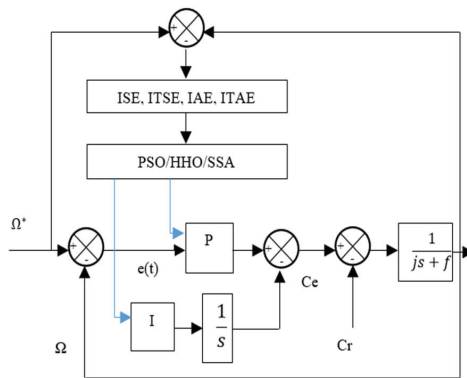 +
-
ISE, ITSE, IAE, ITAE
PSO/HHO/SSA
Ω*
+
-
e(t)
P
+
-
Ce
+
-
1
js + f
I
1
s
Ω
Cr